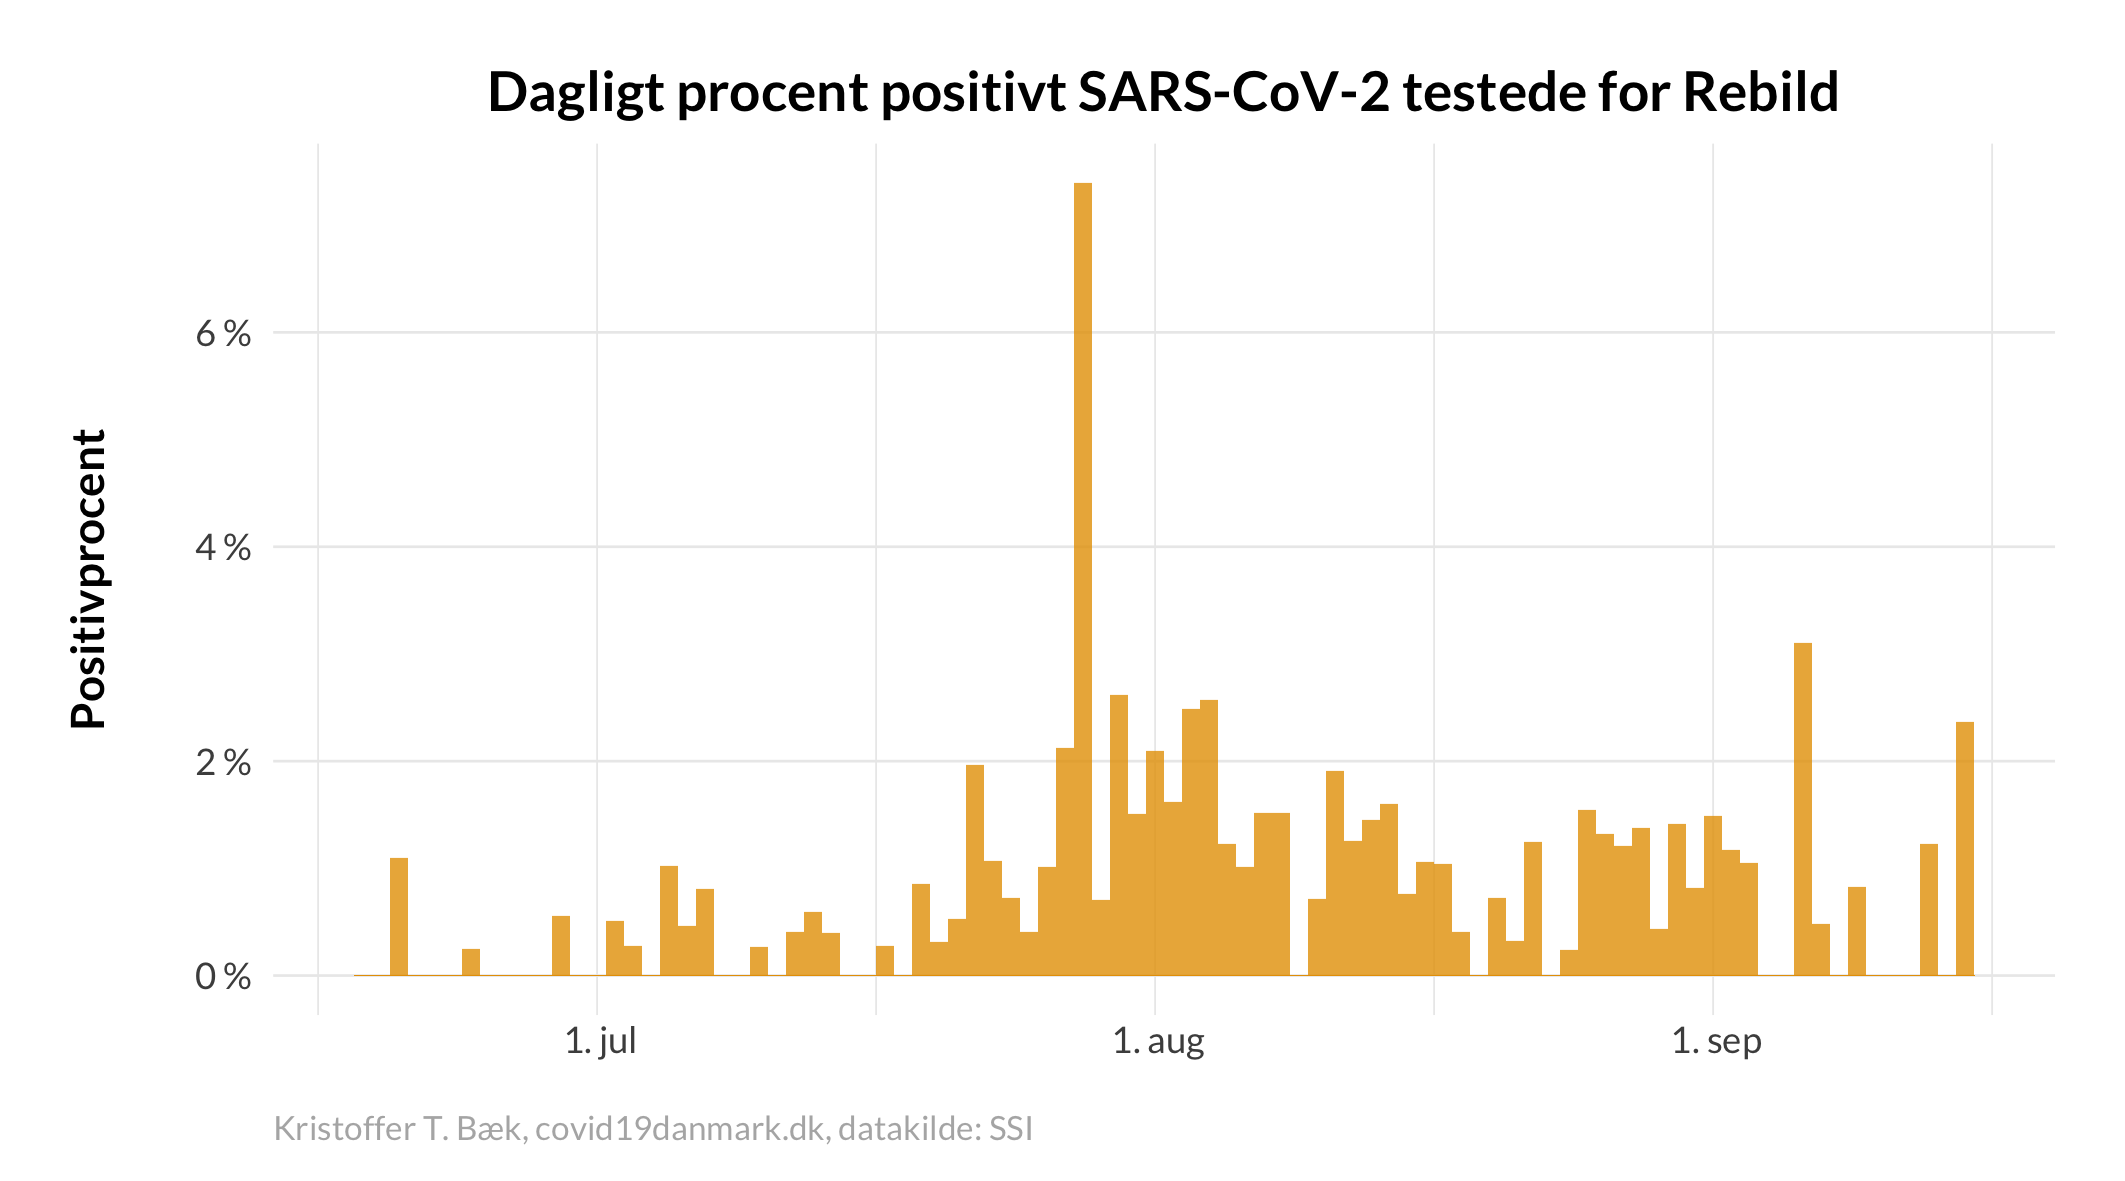 Dagligt procent positivt SARS-CoV-2 testede for Rebild
Positivprocent
6 %
4 %
2 %
0 %
1. jul
1. aug
1. sep
Kristoffer T. Bæk, covid19danmark.dk, datakilde: SSI